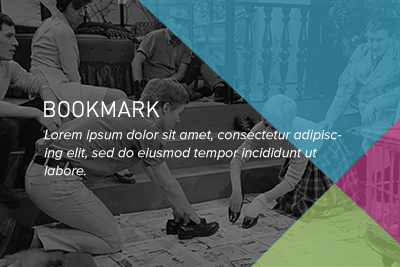 BOOKMARK
Lorem ipsum dolor sit amet, consectetur adipisc-
ing elit, sed do eiusmod tempor incididunt ut
labore.